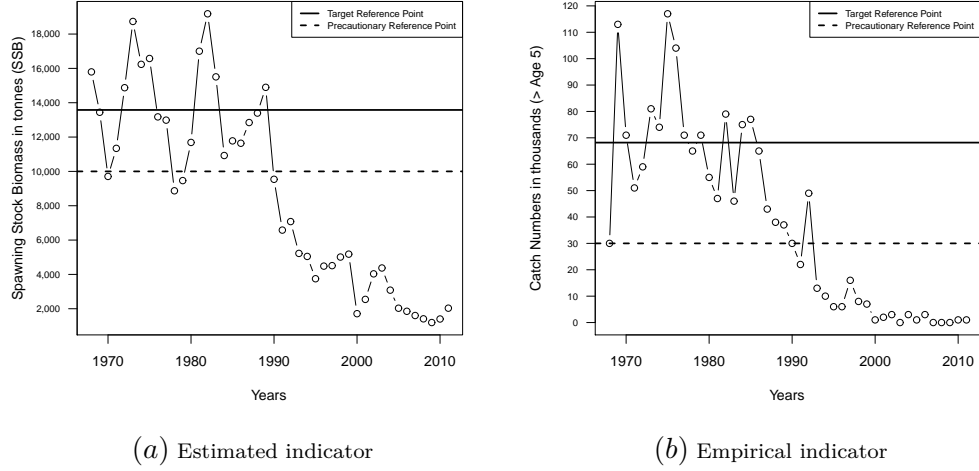 Target Reference Point
Precautionary Reference Point
18,000
16,000
14,000
12,000
10,000
8,000
6,000
4,000
2,000
Spawning Stock Biomass in tonnes (SSB)
1970 1980 1990 2000 2010
Years
(a) Estimated indicator
Target Reference Point
Precautionary Reference Point
120
110
100
90
80
70
60
50
40
30
20
10
0
Catch Numbers in thousands (> Age 5)
1970 1980 1990 2000 2010
Years
(b) Empirical indicator